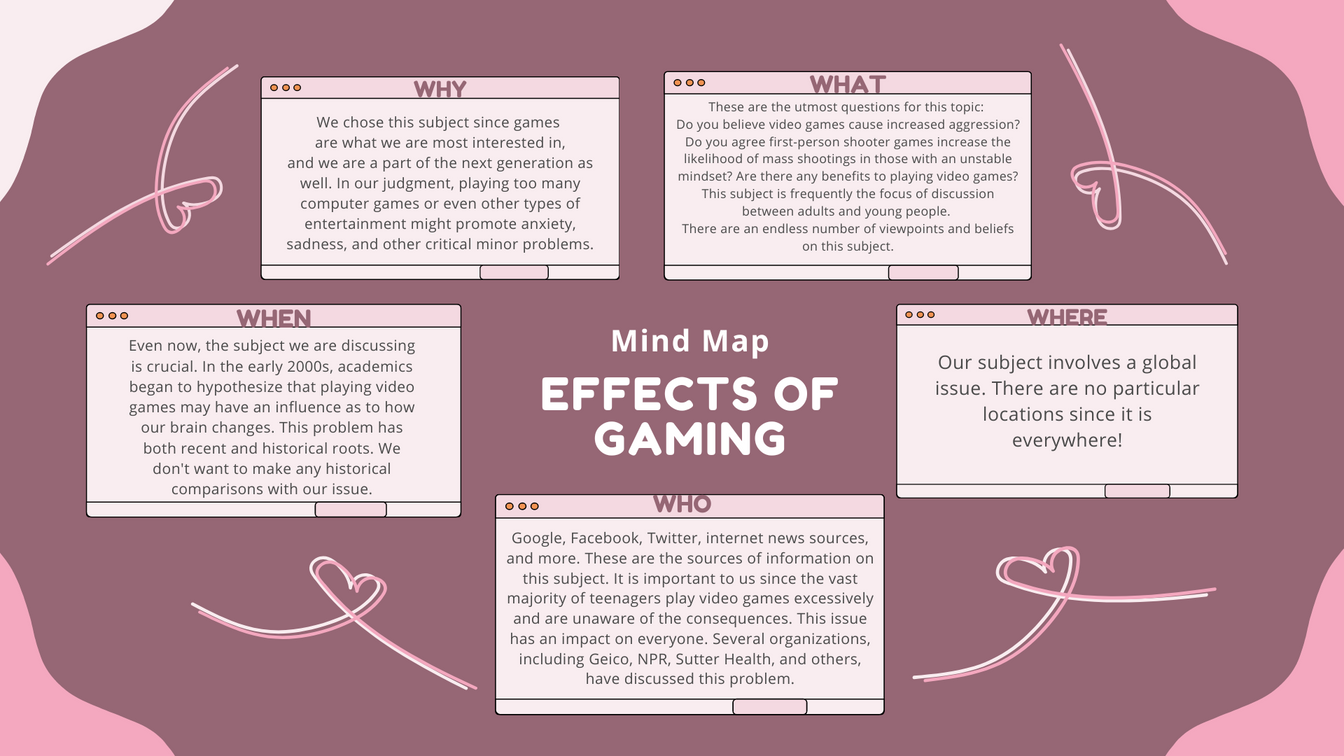 WHY
We chose this subject since games
are what we are most interested in,
and we are a part of the next generation as
well. In our judgment, playing too many
computer games or even other types of
entertainment might promote anxiety,
sadness, and other critical minor problems.
WHAT
These are the utmost questions for this topic:
Do you believe video games cause increased aggression?
Do you agree first-person shooter games increase the
likelihood of mass shootings in those with an unstable
mindset? Are there any benefits to playing video games?
This subject is frequently the focus of discussion
between adults and young people.
There are an endless number of viewpoints and beliefs
on this subject.
WHEN
Even now, the subject we are discussing
is crucial. In the early 2000s, academics
began to hypothesize that playing video
games may have an influence as to how
our brain changes. This problem has
both recent and historical roots. We
don't want to make any historical
comparisons with our issue.
Mind Map
EFFECTS OF
GAMING
WHERE
Our subject involves a global
issue. There are no particular
locations since it is
everywhere!
WHO
Google, Facebook, Twitter, internet news sources,
and more. These are the sources of information on
this subject. It is important to us since the vast
majority of teenagers play video games excessively
and are unaware of the consequences. This issue
has an impact on everyone. Several organizations,
including Geico, NPR, Sutter Health, and others,
have discussed this problem.